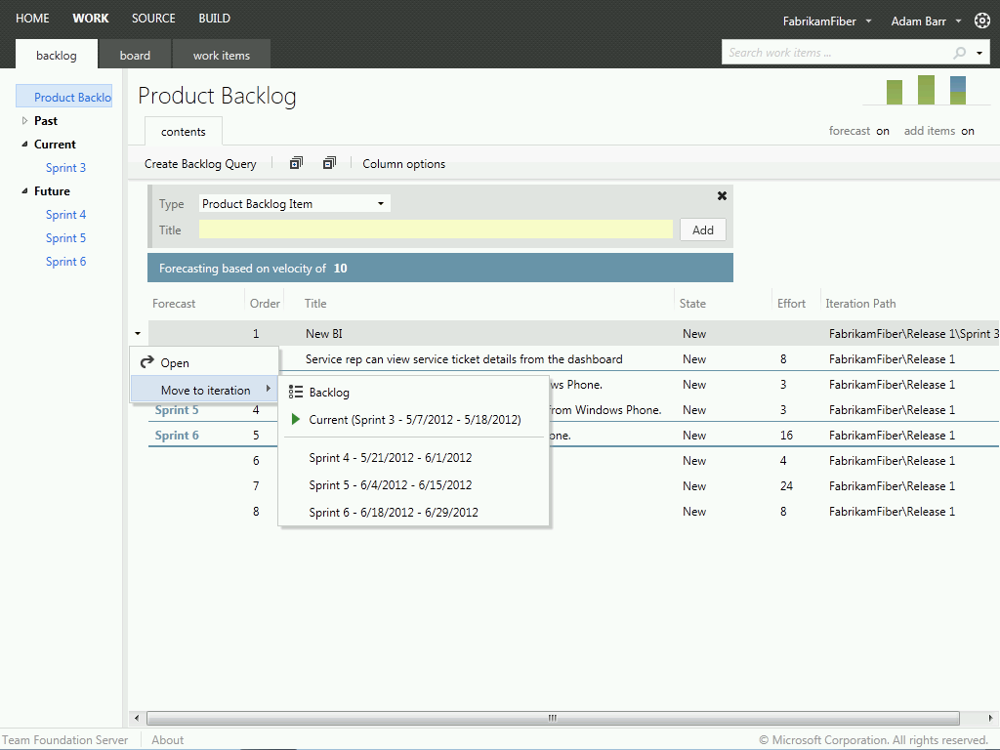 HOME WORK SOURCE BUILD
FabrikamFiber Adam Barr
backlog board work items
Search work items ...
Product Backlo
Past
Current
Sprint 3
Future
Sprint 4
Sprint 5
Sprint 6
Product Backlog
contents
forecast on add items on
Create Backlog Query Column options
Type Product Backlog Item
Title Add
Forecasting based on velocity of 10
Forecast Order Title State Effort Iteration Path
1 New BI New FabrikamFiber\Release 1\Sprint 3
Service rep can view service ticket details from the dashboard New 8 FabrikamFiber\Release 1
ws Phone. New 3 FabrikamFiber\Release 1
Sprint 5 4 from Windows Phone. New 3 FabrikamFiber\Release 1
Sprint 6 5 one. New 16 FabrikamFiber\Release 1
6 New 4 FabrikamFiber\Release 1
7 New 24 FabrikamFiber\Release 1
8 New 8 FabrikamFiber\Release 1
Open
Move to iteration
Backlog
Current (Sprint 3 - 5/7/2012 - 5/18/2012)
Sprint 4 - 5/21/2012 - 6/1/2012
Sprint 5 - 6/4/2012 - 6/15/2012
Sprint 6 - 6/18/2012 - 6/29/2012
Team Foundation Server About
© Microsoft Corporation. All rights reserved.